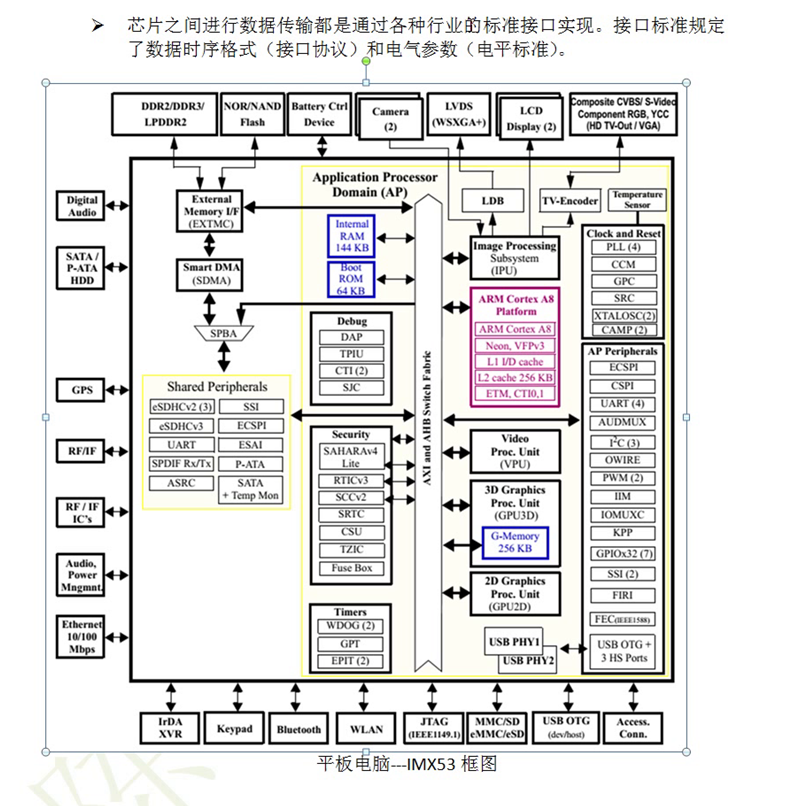 ➢ 芯片之间进行数据传输都是通过各种行业的标准接口实现。接口标准规定
了数据时序格式（接口协议）和电气参数（电平标准）。
DDR2/DDR3/
LPDDR2
NOR/NAND
Flash
Battery Ctrl
Device
Camera
(2)
LVDS
(WSXGA+)
LCD
Display (2)
Composite CVBS/ S-Video
Component RGB, YCC
(HD TV-Out / VGA)
Digital
Audio
SATA /
P-ATA
HDD
GPS
RF/IF
RF / IF
IC's
Audio,
Power
Mngmnt.
Ethernet
10/100
Mbps
Application Processor
Domain (AP)
External
Memory I/F
(EXTMC)
Smart DMA
(SDMA)
SPBA
Shared Peripherals
eSDHCv2 (3)
SSI
eSDHCv3
ECSPI
UART
ESAI
SPDIF Rx/Tx
P-ATA
ASRC
SATA
+ Temp Mon
Internal
RAM
144 KB
Boot
ROM
64 KB
Debug
DAP
TPIU
CTI (2)
SJC
Security
SAHARAv4
Lite
RTICv3
SCCv2
SRTC
CSU
TZIC
Fuse Box
Timers
WDOG (2)
GPT
EPIT (2)
AXI and AHB Switch Fabric
LDB
TV-Encoder
Image Processing
Subsystem
(IPU)
ARM Cortex A8
Platform
ARM Cortex A8
Neon, VFPv3
L1 I/D cache
L2 cache 256 KB
ETM, CTI0,1
Video
Proc. Unit
(VPU)
3D Graphics
Proc. Unit
(GPU3D)
G-Memory
256 KB
2D Graphics
Proc. Unit
(GPU2D)
USB PHY1
USB PHY2
Temperature
Sensor
Clock and Reset
PLL (4)
CCM
GPC
SRC
XTALOSC(2)
CAMP (2)
AP Peripherals
ECSPI
CSPI
UART (4)
AUDMUX
I²C (3)
OWIRE
PWM (2)
IIM
IOMUXC
KPP
GPIOx32 (7)
SSI (2)
FIRI
FEC(IEEE1588)
USB OTG +
3 HS Ports
IrDA
XVR
Keypad
Bluetooth
WLAN
JTAG
(IEEE1149.1)
MMC/SD
eMMC/eSD
USB OTG
(dev/host)
Access.
Conn.
平板电脑---IMX53 框图